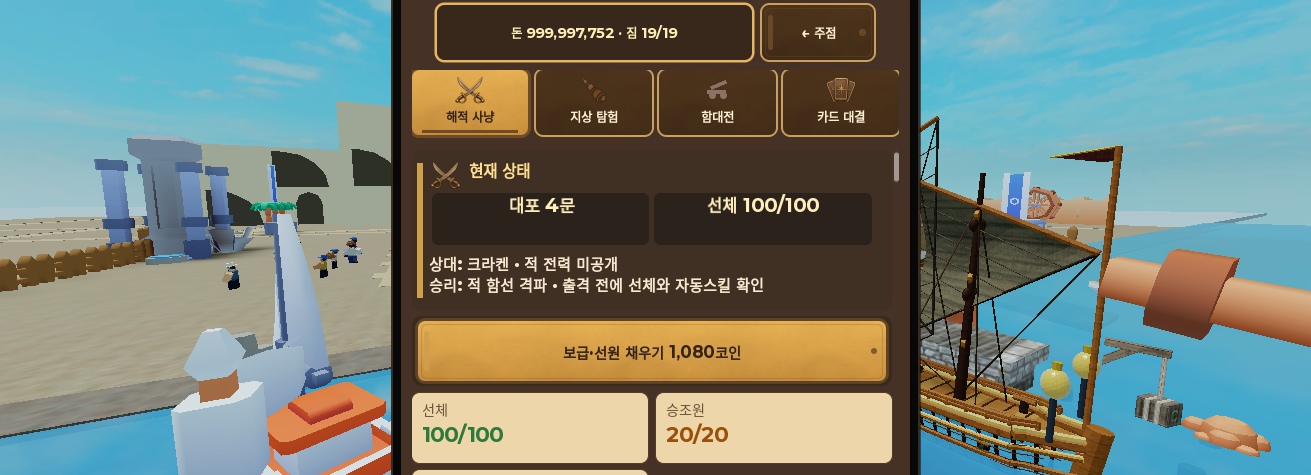 돈 999,997,752 · 짐 19/19
← 주점
해적 사냥
지상 탐험
함대전
카드 대결
현재 상태
대포 4문
선체 100/100
상대: 크라켄 • 적 전력 미공개
승리: 적 함선 격파 • 출격 전에 선체와 자동스킬 확인
보급·선원 채우기 1,080코인
선체
승조원
100/100
20/20